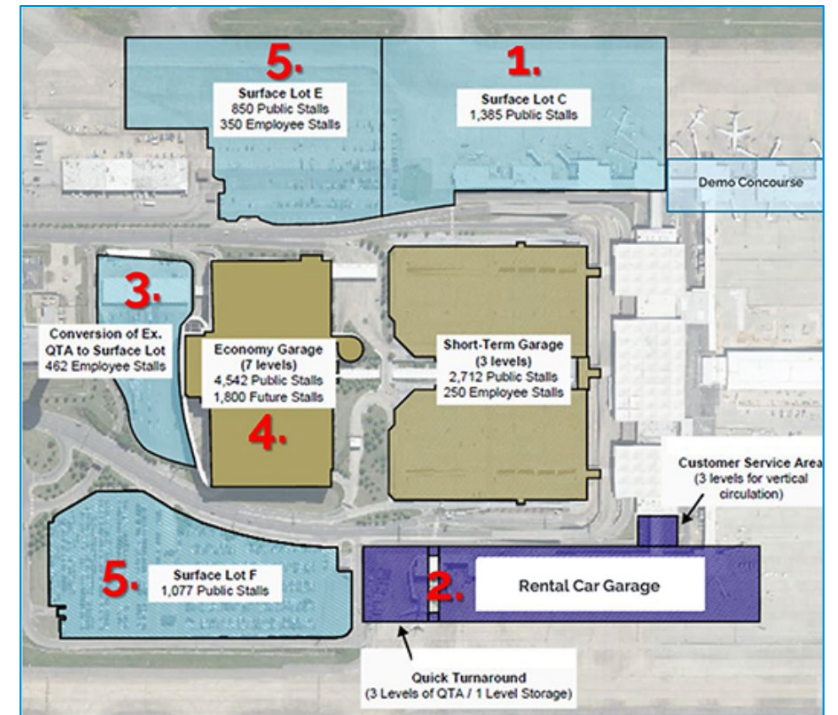 5.
Surface Lot E
850 Public Stalls
350 Employee Stalls
1.
Surface Lot C
1,385 Public Stalls
Demo Concourse
3.
Conversion of Ex.
QTA to Surface Lot
462 Employee Stalls
Economy Garage
(7 levels)
4,542 Public Stalls
1,800 Future Stalls
4.
Short-Term Garage
(3 levels)
2,712 Public Stalls
250 Employee Stalls
Customer Service Area
(3 levels for vertical
circulation)
5.
Surface Lot F
1,077 Public Stalls
2.
Rental Car Garage
Quick Turnaround
(3 Levels of QTA / 1 Level Storage)